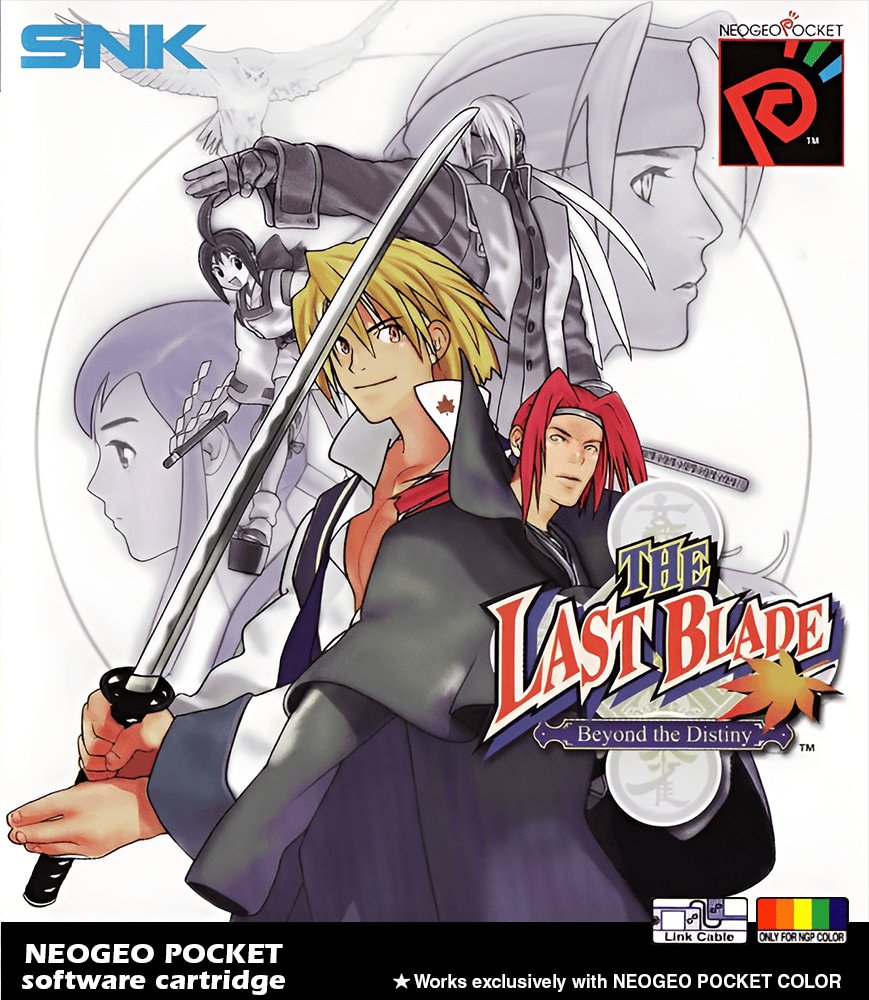 SNK
NEOGEO POCKET
TM
THE
LAST BLADE
Beyond the Distiny
TM
Link Cable
ONLY FOR NGP COLOR
NEOGEO POCKET
software cartridge
★ Works exclusively with NEOGEO POCKET COLOR